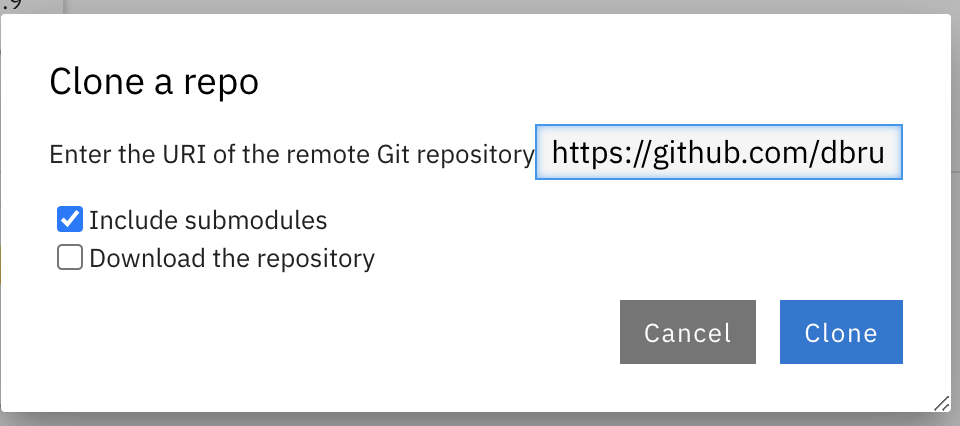 .9
Clone a repo
Enter the URI of the remote Git repository https://github.com/dbru
Include submodules
Download the repository
Cancel Clone